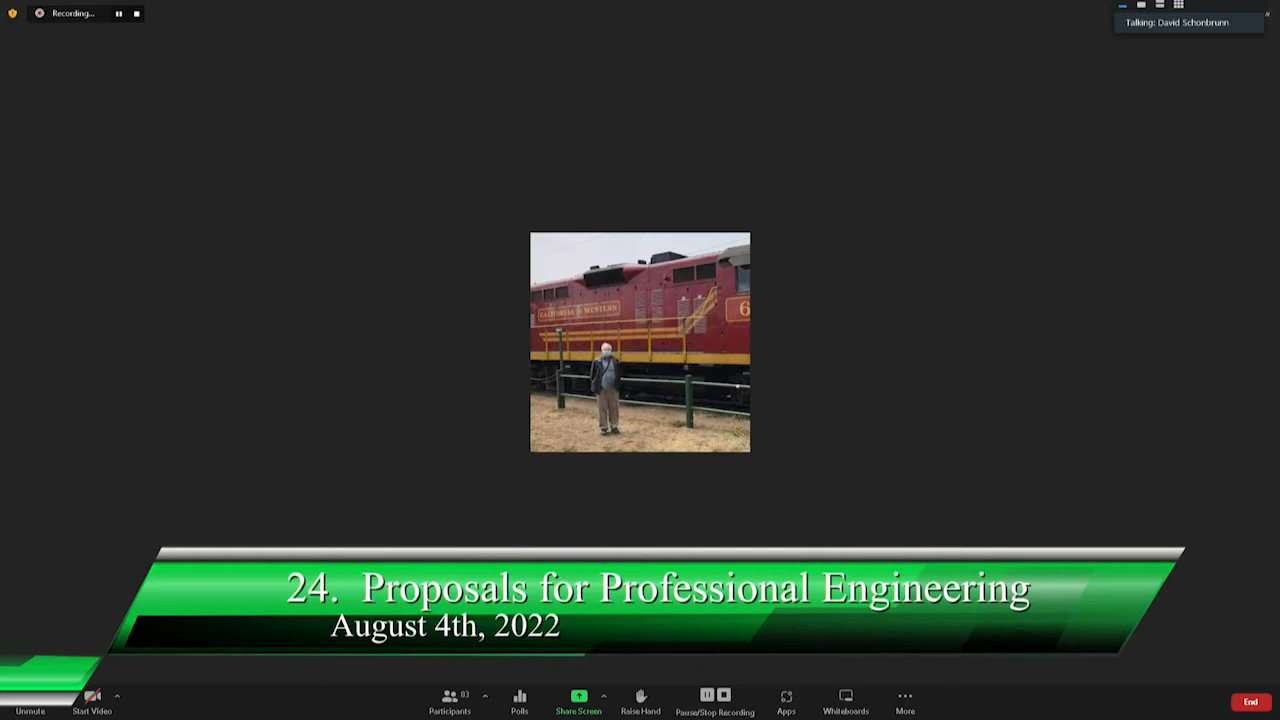 Recording...
Talking: David Schonbrunn
CALIFORNIA WESTERN
6
24. Proposals for Professional Engineering
August 4th, 2022
Unmute
Start Video
Participants
83
Polls
Share Screen
Raise Hand
Pause/Stop Recording
Apps
Whiteboards
More
End